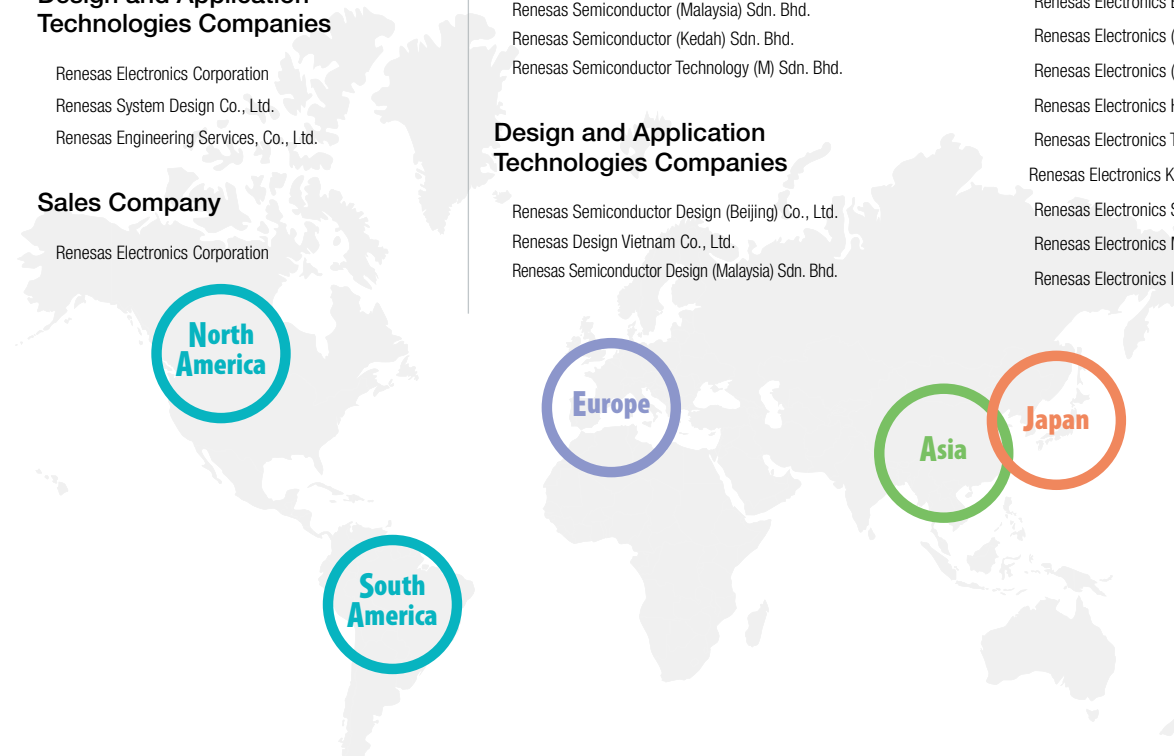 Design and Application
Technologies Companies
Renesas Electronics Corporation
Renesas System Design Co., Ltd.
Renesas Engineering Services, Co., Ltd.
Sales Company
Renesas Electronics Corporation
Renesas Semiconductor (Malaysia) Sdn. Bhd.
Renesas Semiconductor (Kedah) Sdn. Bhd.
Renesas Semiconductor Technology (M) Sdn. Bhd.
Design and Application
Technologies Companies
Renesas Semiconductor Design (Beijing) Co., Ltd.
Renesas Design Vietnam Co., Ltd.
Renesas Semiconductor Design (Malaysia) Sdn. Bhd.
Renesas Electronics
Renesas Electronics (
Renesas Electronics (
Renesas Electronics H
Renesas Electronics T
Renesas Electronics K
Renesas Electronics S
Renesas Electronics M
Renesas Electronics I
North
America
Europe
Asia
Japan
South
America